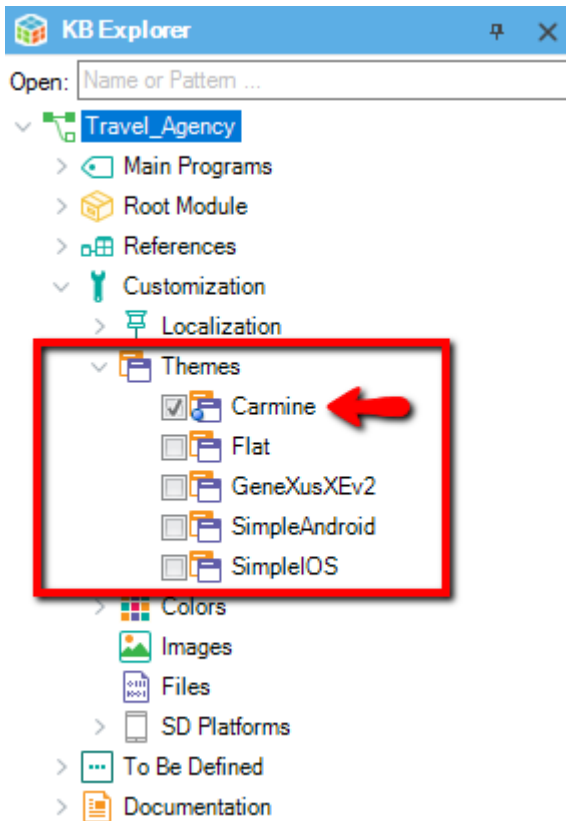 KB Explorer
Open: Name or Pattern ...
Travel_Agency
Main Programs
Root Module
References
Customization
Localization
Themes
Carmine
Flat
GeneXusXEv2
SimpleAndroid
SimpleIOS
Colors
Images
Files
SD Platforms
To Be Defined
Documentation